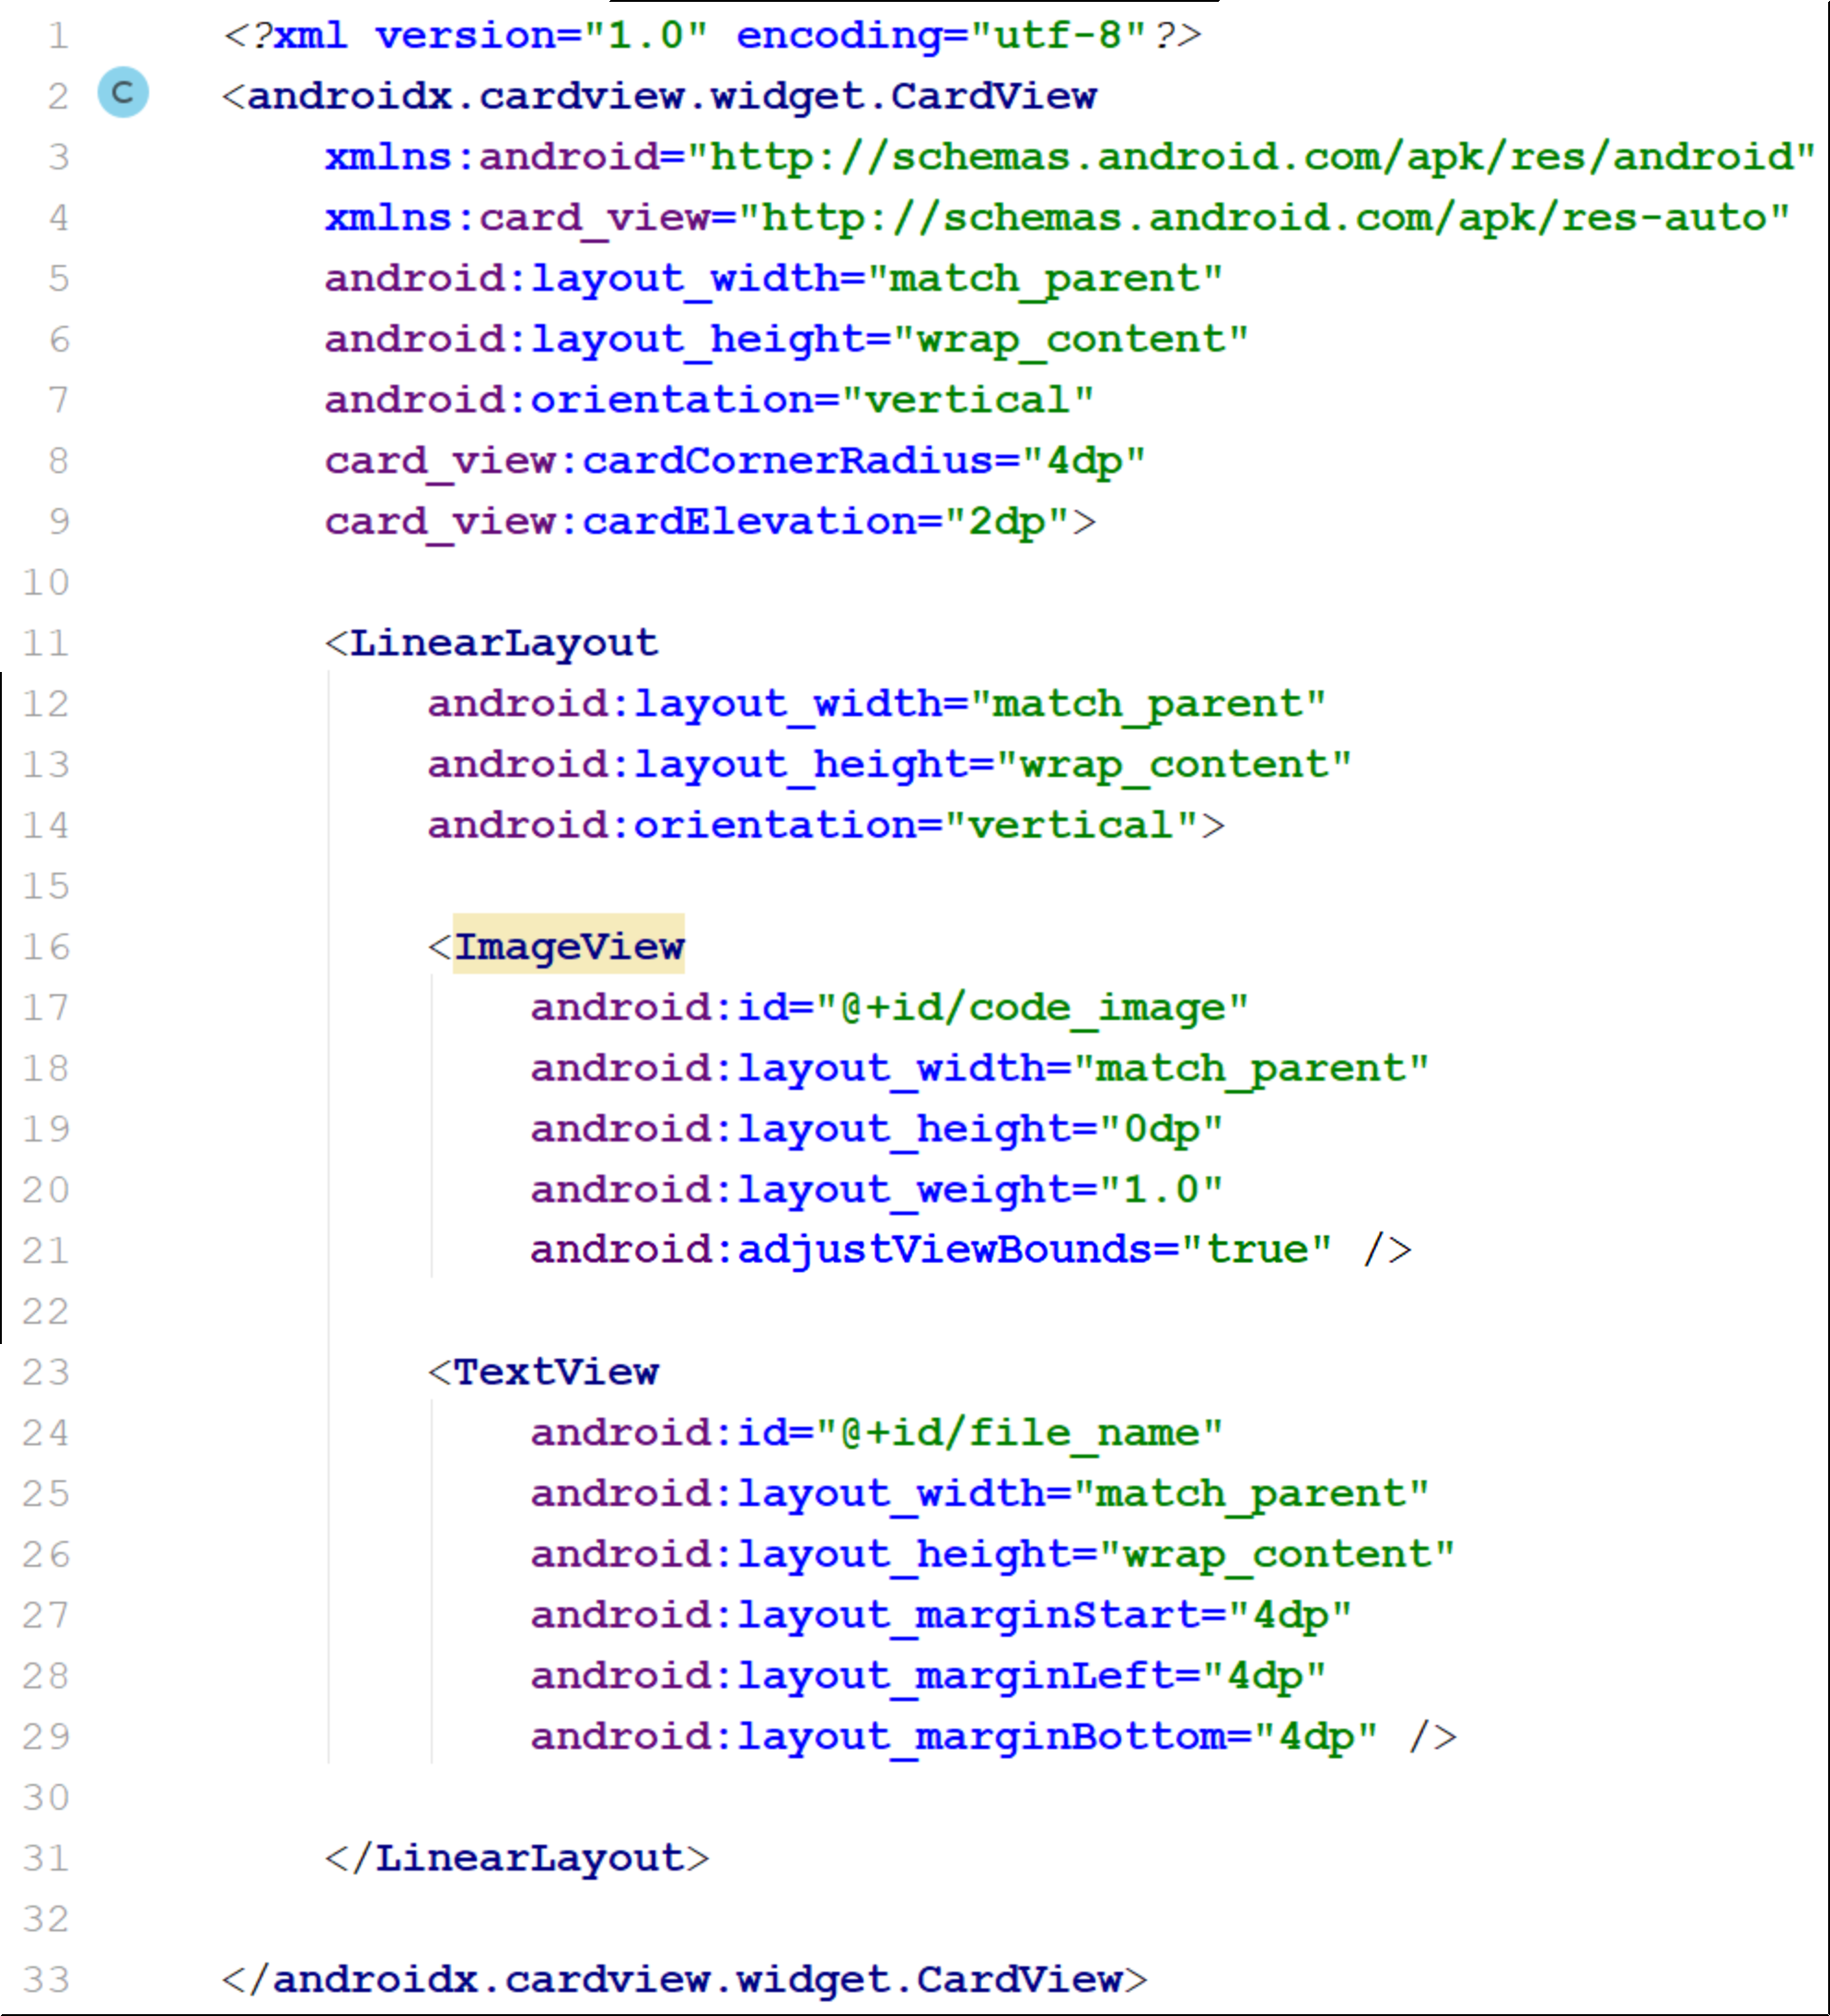 1 <?xml version="1.0" encoding="utf-8"?>
2 C <androidx.cardview.widget.CardView
3 xmlns:android="http://schemas.android.com/apk/res/android"
4 xmlns:card_view="http://schemas.android.com/apk/res-auto"
5 android:layout_width="match_parent"
6 android:layout_height="wrap_content"
7 android:orientation="vertical"
8 card_view:cardCornerRadius="4dp"
9 card_view:cardElevation="2dp">
10
11 <LinearLayout
12 android:layout_width="match_parent"
13 android:layout_height="wrap_content"
14 android:orientation="vertical">
15
16 <ImageView
17 android:id="@+id/code_image"
18 android:layout_width="match_parent"
19 android:layout_height="0dp"
20 android:layout_weight="1.0"
21 android:adjustViewBounds="true" />
22
23 <TextView
24 android:id="@+id/file_name"
25 android:layout_width="match_parent"
26 android:layout_height="wrap_content"
27 android:layout_marginStart="4dp"
28 android:layout_marginLeft="4dp"
29 android:layout_marginBottom="4dp" />
30
31 </LinearLayout>
32
33 </androidx.cardview.widget.CardView>